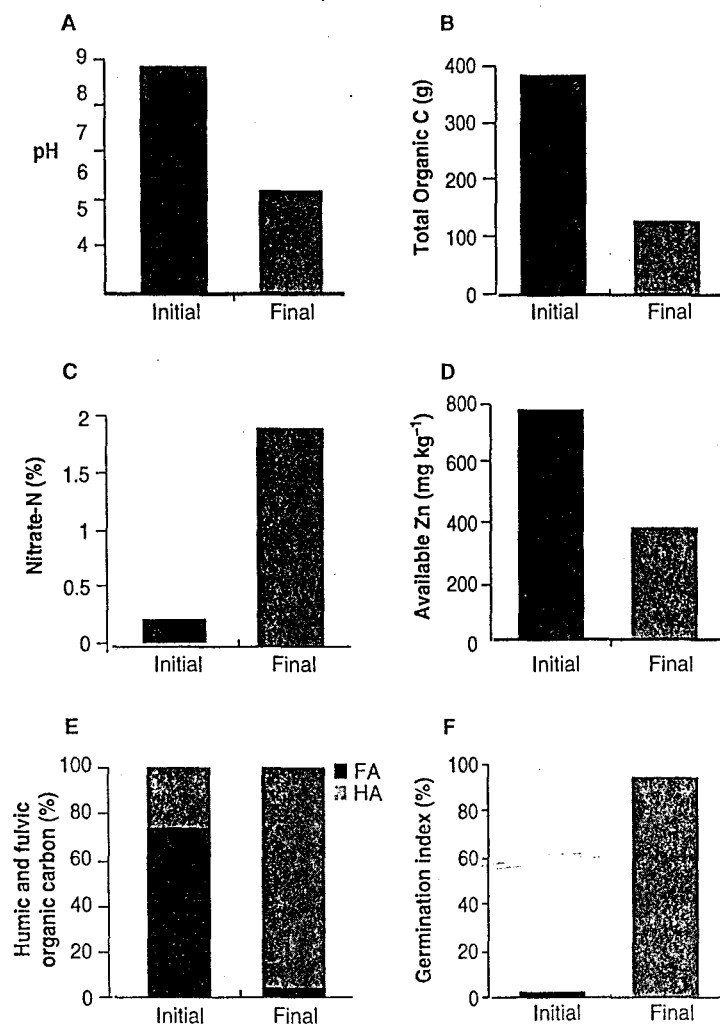 A
9
8
7
6
5
4
pH
Initial Final
B
400
300
200
100
0
Total Organic C (g)
Initial Final
C
2
1.5
1
0.5
0
Nitrate-N (%)
Initial Final
D
800
600
400
200
0
Available Zn (mg kg⁻¹)
Initial Final
E
100
80
60
40
20
0
Humic and fulvic
organic carbon (%)
FA
HA
Initial Final
F
100
80
60
40
20
0
Germination index (%)
Initial Final